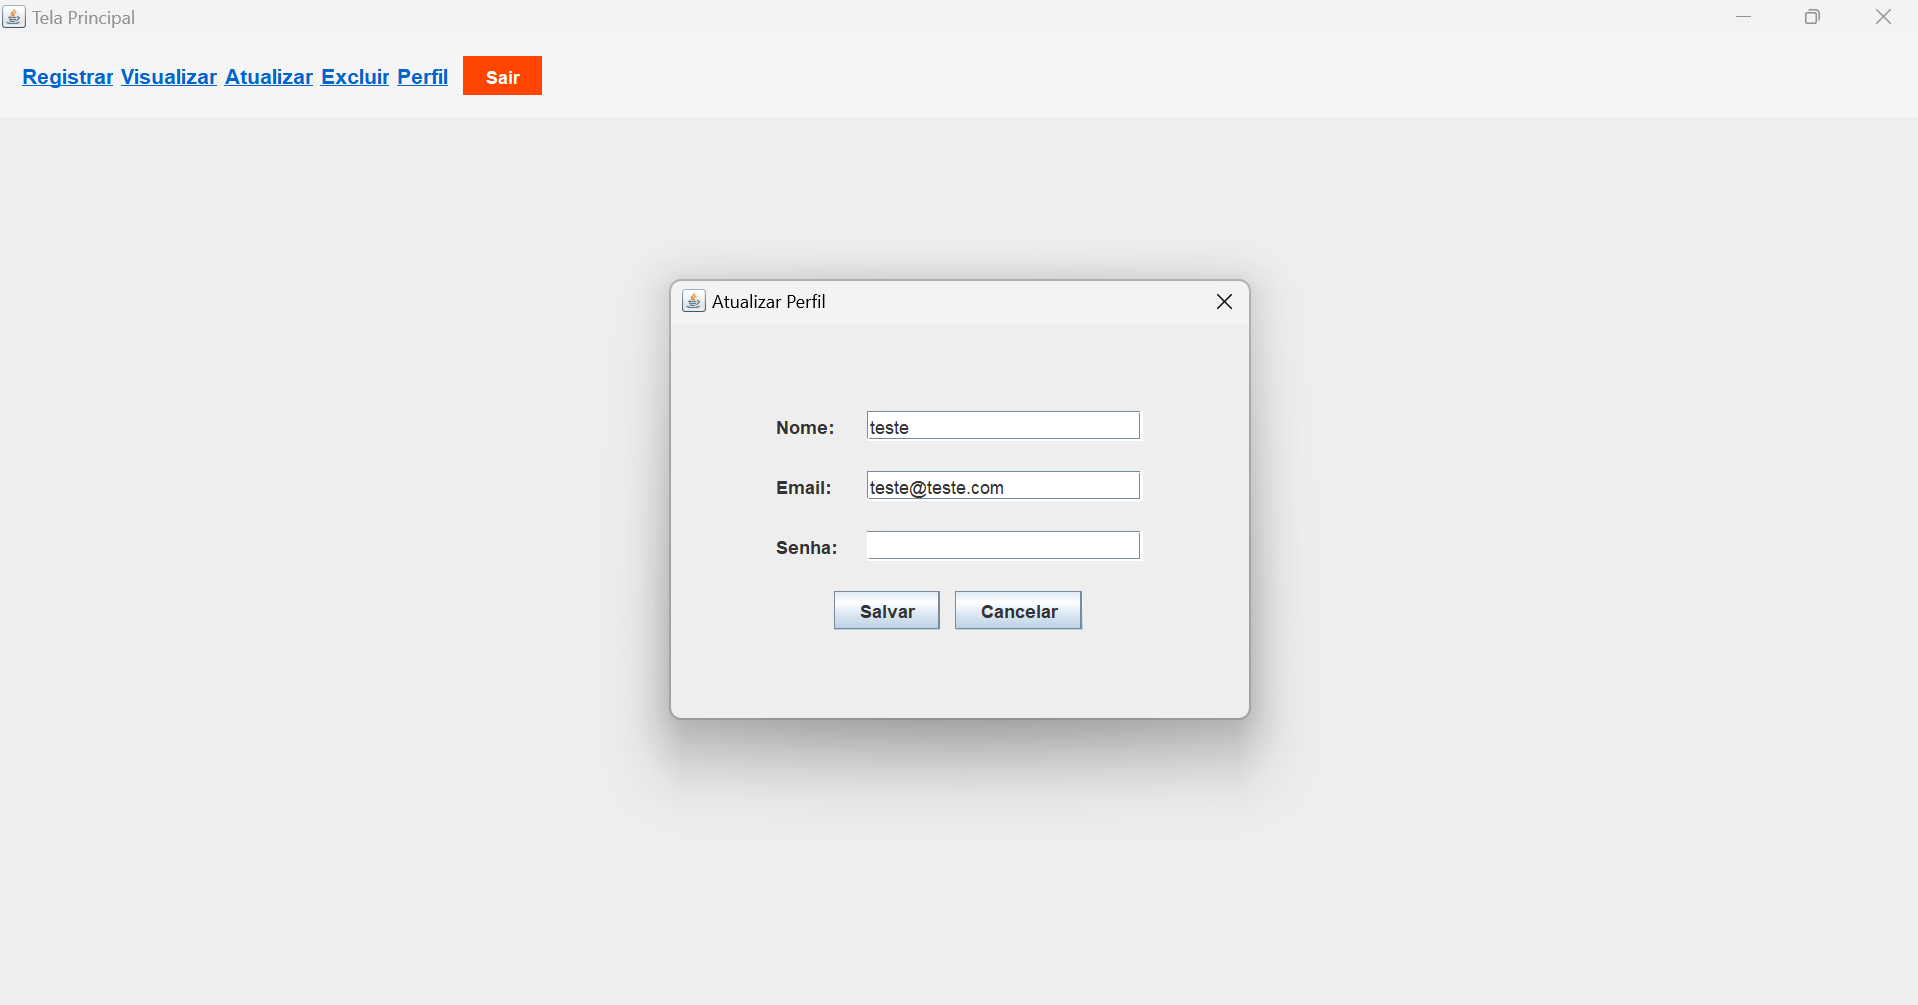 Tela Principal
Registrar Visualizar Atualizar Excluir Perfil Sair
Atualizar Perfil
Nome: teste
Email: teste@teste.com
Senha:
Salvar Cancelar